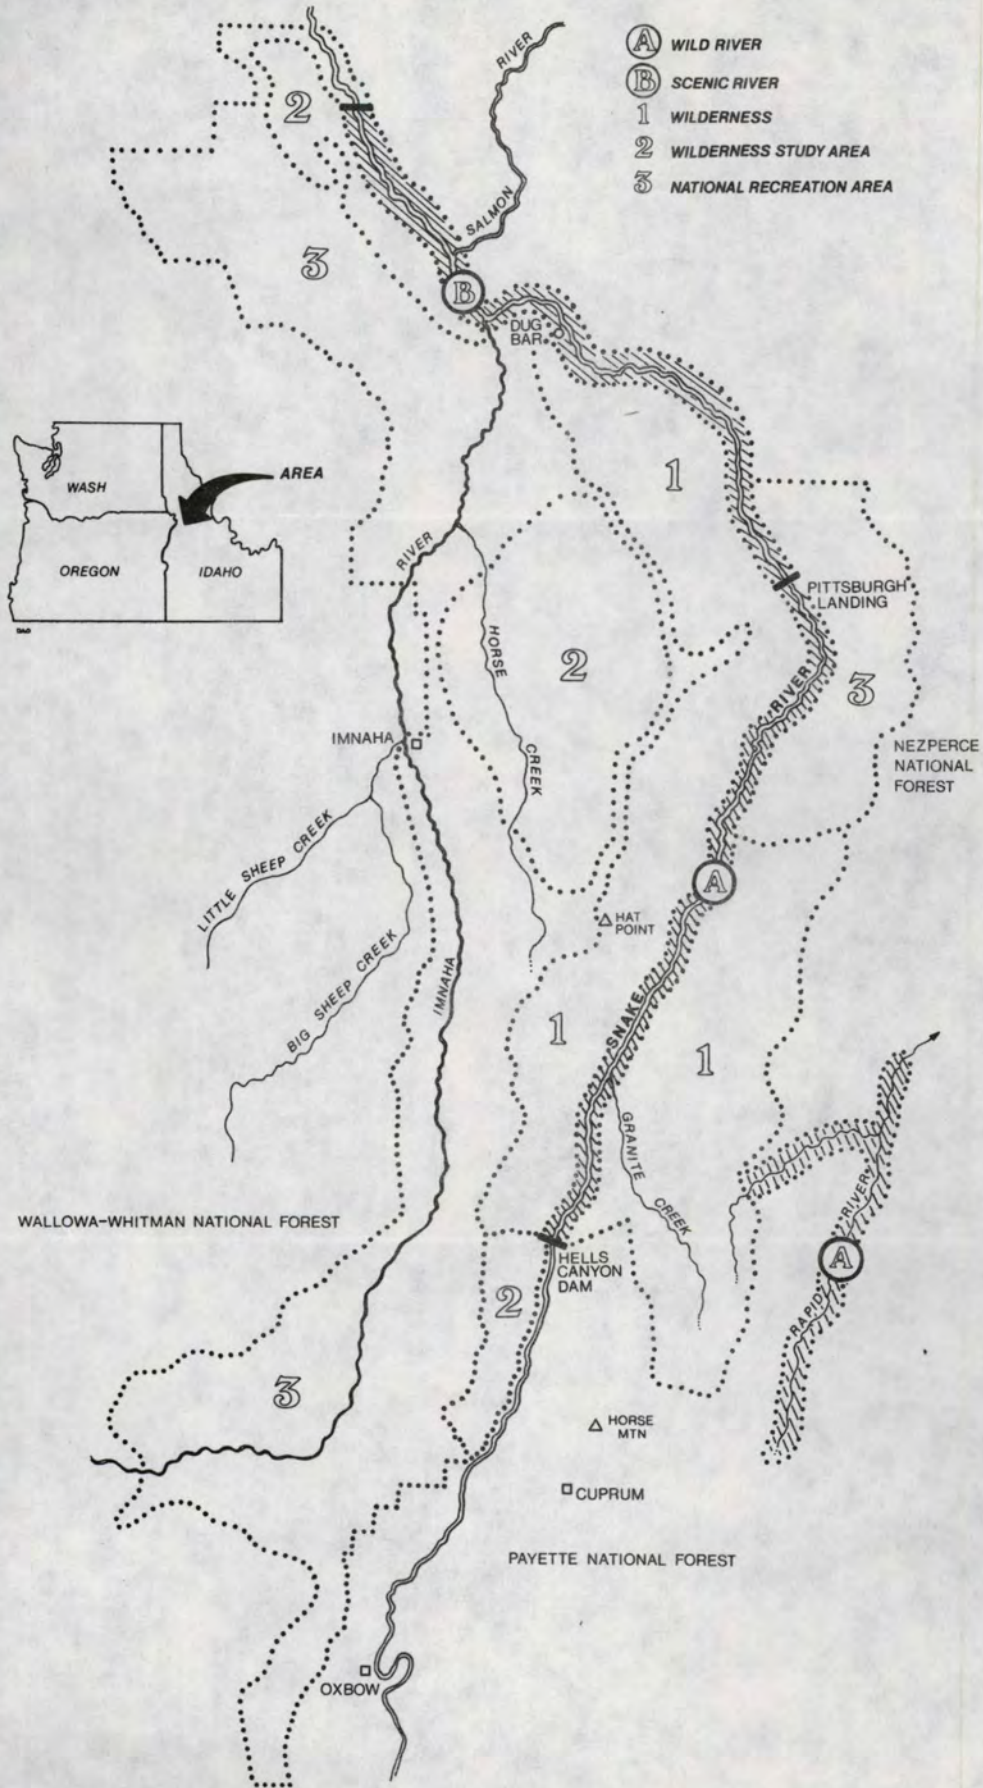 A WILD RIVER
B SCENIC RIVER
1 WILDERNESS
2 WILDERNESS STUDY AREA
3 NATIONAL RECREATION AREA
RIVER
SALMON
2
3
B
DUG
BAR
1
AREA
WASH
OREGON
IDAHO
RIVER
PITTSBURGH
LANDING
HORSE
CREEK
2
RIVER
3
IMNAHA
NEZPERCE
NATIONAL
FOREST
LITTLE SHEEP CREEK
A
HAT
POINT
BIG SHEEP CREEK
IMNAHA
SNAKE
1
1
GRANITE
CREEK
WALLOWA-WHITMAN NATIONAL FOREST
HELLS
CANYON
DAM
RIVER
A
RAPID
2
3
HORSE
MTN
CUPRUM
PAYETTE NATIONAL FOREST
OXBOW